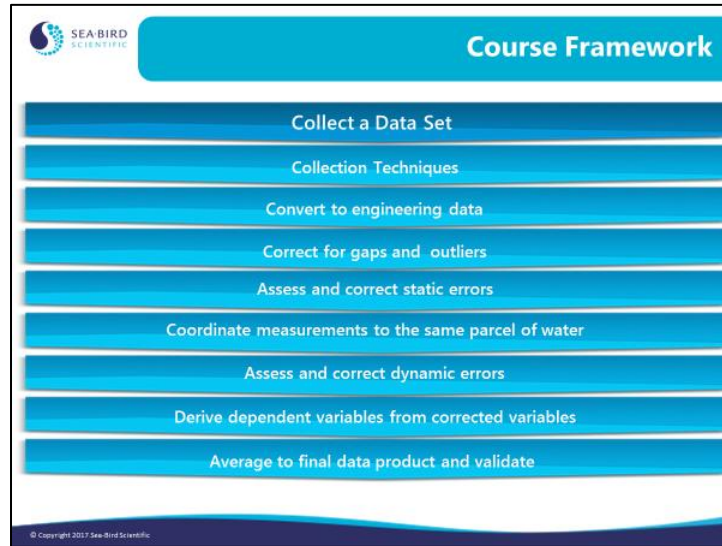 SEA·BIRD
SCIENTIFIC
Course Framework
Collect a Data Set
Collection Techniques
Convert to engineering data
Correct for gaps and outliers
Assess and correct static errors
Coordinate measurements to the same parcel of water
Assess and correct dynamic errors
Derive dependent variables from corrected variables
Average to final data product and validate
© Copyright 2017 Sea-Bird Scientific